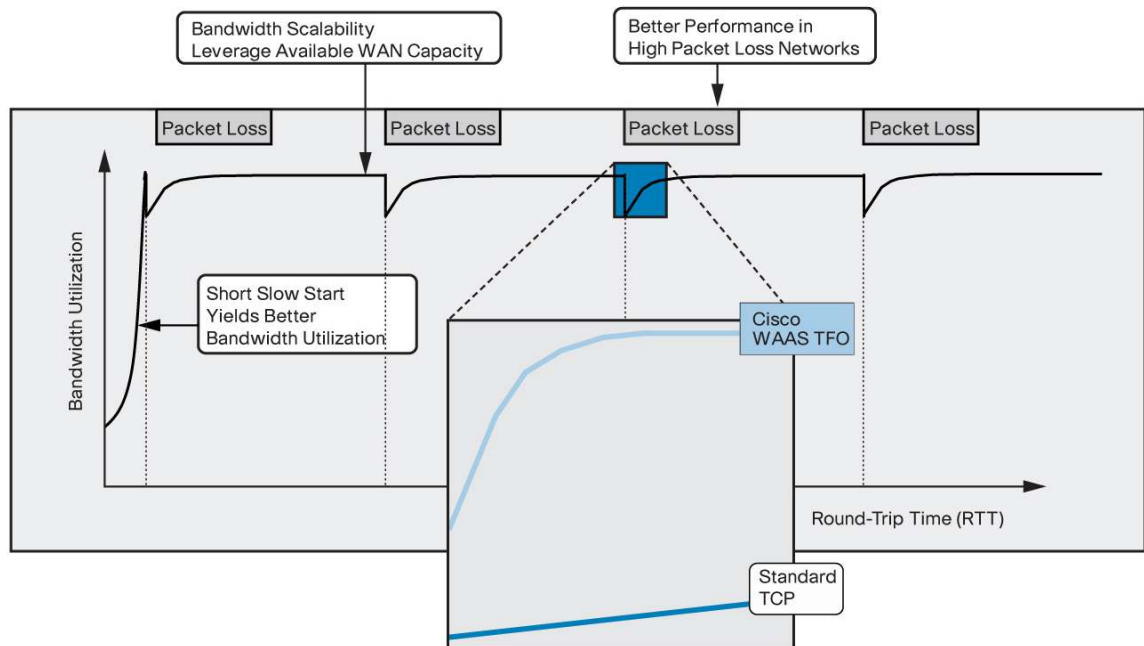 Bandwidth Scalability
Leverage Available WAN Capacity
Better Performance in
High Packet Loss Networks
Packet Loss
Packet Loss
Packet Loss
Packet Loss
Bandwidth Utilization
Short Slow Start
Yields Better
Bandwidth Utilization
Cisco
WAAS TFO
Round-Trip Time (RTT)
Standard
TCP